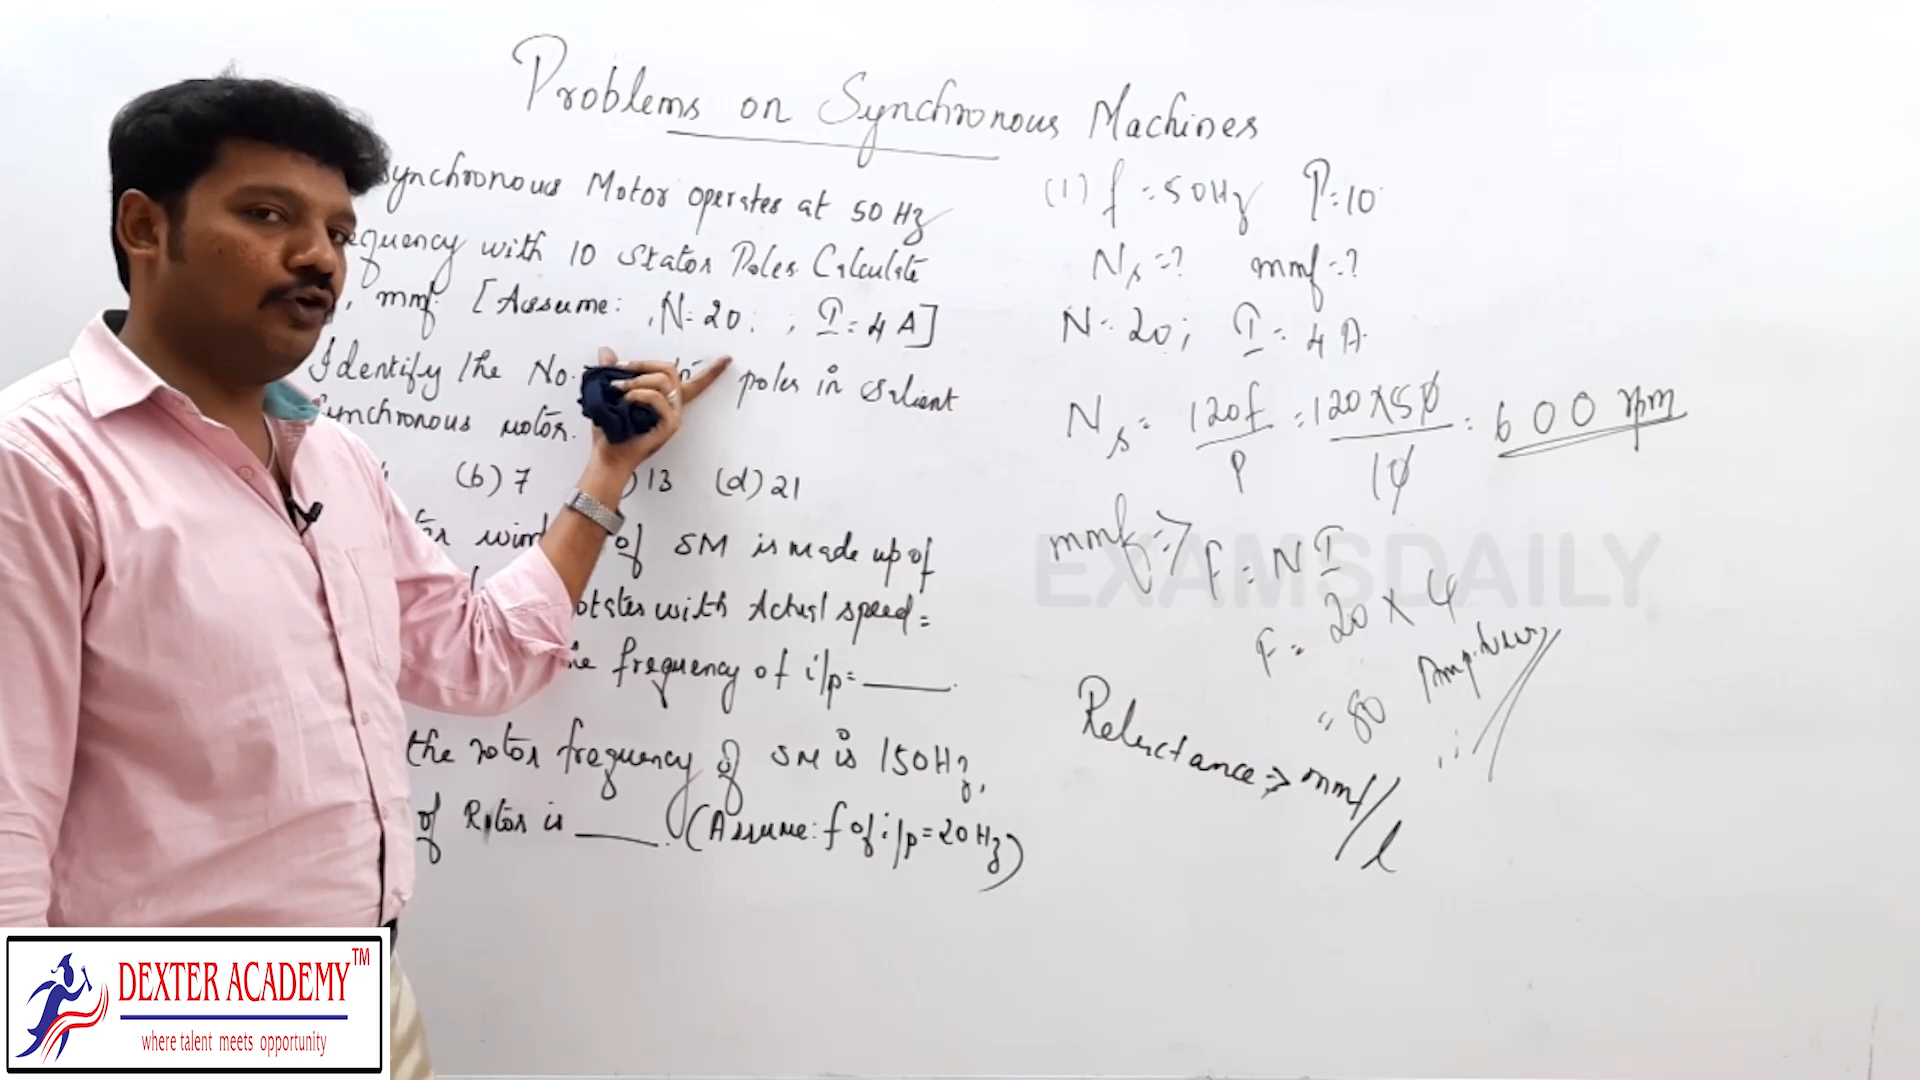 Problems on Synchronous Machines
Synchronous Motor operates at 50 Hz
equency with 10 Stator Poles. Calculate
, mmf. [Assume: , N=20; , I=4A]
Identify the No. poles in Salient
Synchronous motor.
(b) 7 ) 13 (d) 21
of SM is made up of
otates with Actual speed=
he frequency of i/p=____.
the rotor frequency of SM is 150Hz,
of Rotor is ____. (Assume: f of i/p=20Hz)
(1) f=50Hz P=10
Ns=? mmf=?
N=20; I=4A.
Ns= 120f/P = 120×50/10 = 600 rpm
mmf=> F=NI
F= 20×4
= 80 Amp.turns
Reluctance => mmf/l
EXAMSDAILY
DEXTER ACADEMY™
where talent meets opportunity